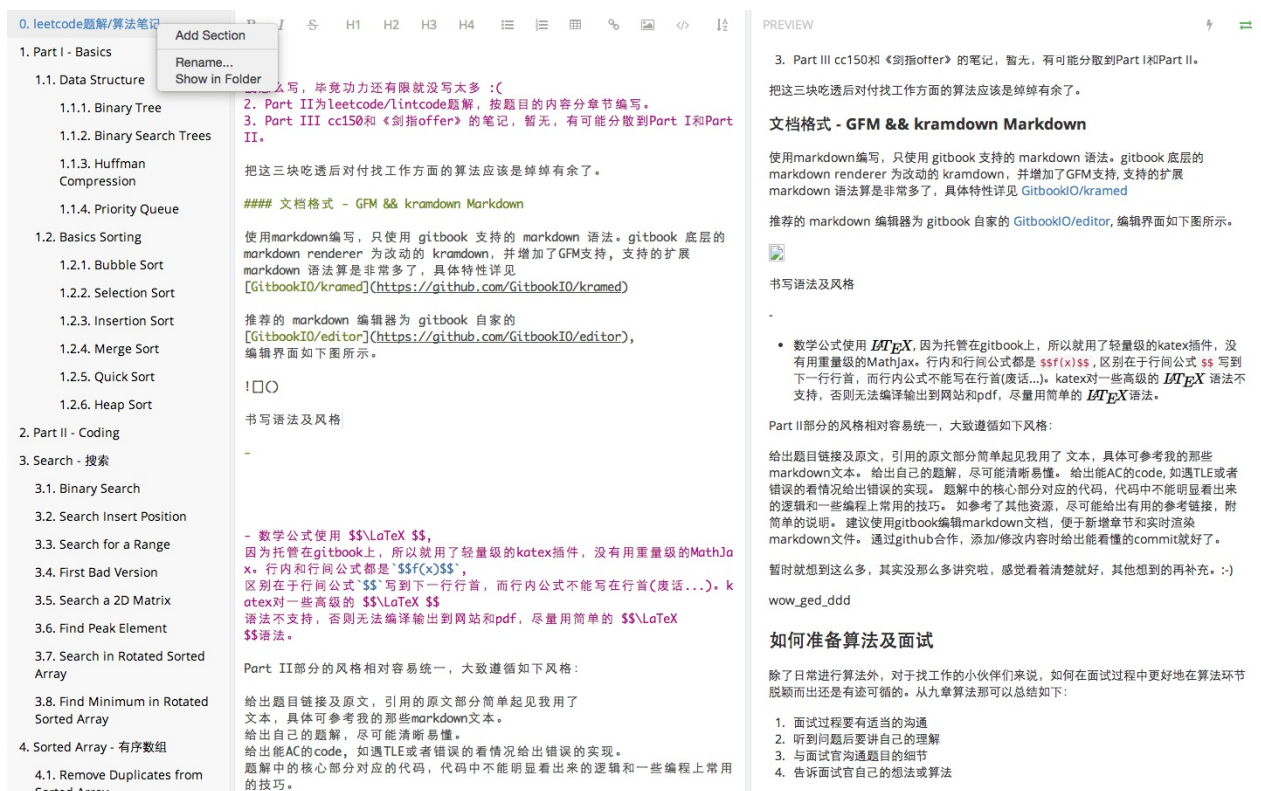 0. leetcode题解/算法笔记
1. Part I - Basics
1.1. Data Structure
1.1.1. Binary Tree
1.1.2. Binary Search Trees
1.1.3. Huffman
Compression
1.1.4. Priority Queue
1.2. Basics Sorting
1.2.1. Bubble Sort
1.2.2. Selection Sort
1.2.3. Insertion Sort
1.2.4. Merge Sort
1.2.5. Quick Sort
1.2.6. Heap Sort
2. Part II - Coding
3. Search - 搜索
3.1. Binary Search
3.2. Search Insert Position
3.3. Search for a Range
3.4. First Bad Version
3.5. Search a 2D Matrix
3.6. Find Peak Element
3.7. Search in Rotated Sorted
Array
3.8. Find Minimum in Rotated
Sorted Array
4. Sorted Array - 有序数组
4.1. Remove Duplicates from
Sorted Array
Add Section
Rename...
Show in Folder
B I S H1 H2 H3 H4
么写，毕竟功力还有限就没写太多 :(
2. Part II为leetcode/lintcode题解，按题目的内容分章节编写。
3. Part III cc150和《剑指offer》的笔记，暂无，有可能分散到Part I和Part
II。
把这三块吃透后对付找工作方面的算法应该是绰绰有余了。
#### 文档格式 - GFM && kramdown Markdown
使用markdown编写，只使用 gitbook 支持的 markdown 语法。gitbook 底层的
markdown renderer 为改动的 kramdown，并增加了GFM支持, 支持的扩展
markdown 语法算是非常多了，具体特性详见
[GitbookIO/kramed](https://github.com/GitbookIO/kramed)
推荐的 markdown 编辑器为 gitbook 自家的
[GitbookIO/editor](https://github.com/GitbookIO/editor),
编辑界面如下图所示。
![]()
书写语法及风格
-
- 数学公式使用 $$\LaTeX $$,
因为托管在gitbook上，所以就用了轻量级的katex插件，没有用重量级的MathJa
x。行内和行间公式都是`$$f(x)$$`,
区别在于行间公式`$$`写到下一行行首，而行内公式不能写在行首(废话...)。k
atex对一些高级的 $$\LaTeX $$
语法不支持，否则无法编译输出到网站和pdf，尽量用简单的 $$\LaTeX
$$语法。
Part II部分的风格相对容易统一，大致遵循如下风格：
给出题目链接及原文，引用的原文部分简单起见我用了
文本，具体可参考我的那些markdown文本。
给出自己的题解，尽可能清晰易懂。
给出能AC的code, 如遇TLE或者错误的看情况给出错误的实现。
题解中的核心部分对应的代码，代码中不能明显看出来的逻辑和一些编程上常用
的技巧。
PREVIEW
3. Part III cc150和《剑指offer》的笔记，暂无，有可能分散到Part I和Part II。
把这三块吃透后对付找工作方面的算法应该是绰绰有余了。
文档格式 - GFM && kramdown Markdown
使用markdown编写，只使用 gitbook 支持的 markdown 语法。gitbook 底层的
markdown renderer 为改动的 kramdown，并增加了GFM支持, 支持的扩展
markdown 语法算是非常多了，具体特性详见 GitbookIO/kramed
推荐的 markdown 编辑器为 gitbook 自家的 GitbookIO/editor, 编辑界面如下图所示。
书写语法及风格
-
• 数学公式使用 LATEX, 因为托管在gitbook上，所以就用了轻量级的katex插件，没
有用重量级的MathJax。行内和行间公式都是 $$f(x)$$ , 区别在于行间公式 $$ 写到
下一行行首，而行内公式不能写在行首(废话...)。katex对一些高级的 LATEX 语法不
支持，否则无法编译输出到网站和pdf，尽量用简单的 LATEX语法。
Part II部分的风格相对容易统一，大致遵循如下风格：
给出题目链接及原文，引用的原文部分简单起见我用了 文本，具体可参考我的那些
markdown文本。 给出自己的题解，尽可能清晰易懂。 给出能AC的code, 如遇TLE或者
错误的看情况给出错误的实现。 题解中的核心部分对应的代码，代码中不能明显看出来
的逻辑和一些编程上常用的技巧。 如参考了其他资源，尽可能给出有用的参考链接，附
简单的说明。 建议使用gitbook编辑markdown文档，便于新增章节和实时渲染
markdown文件。 通过github合作，添加/修改内容时给出能看懂的commit就好了。
暂时就想到这么多，其实没那么多讲究啦，感觉看着清楚就好，其他想到的再补充。:-)
wow_ged_ddd
如何准备算法及面试
除了日常进行算法外，对于找工作的小伙伴们来说，如何在面试过程中更好地在算法环节
脱颖而出还是有迹可循的。从九章算法那可以总结如下：
1. 面试过程要有适当的沟通
2. 听到问题后要讲自己的理解
3. 与面试官沟通题目的细节
4. 告诉面试官自己的想法或算法